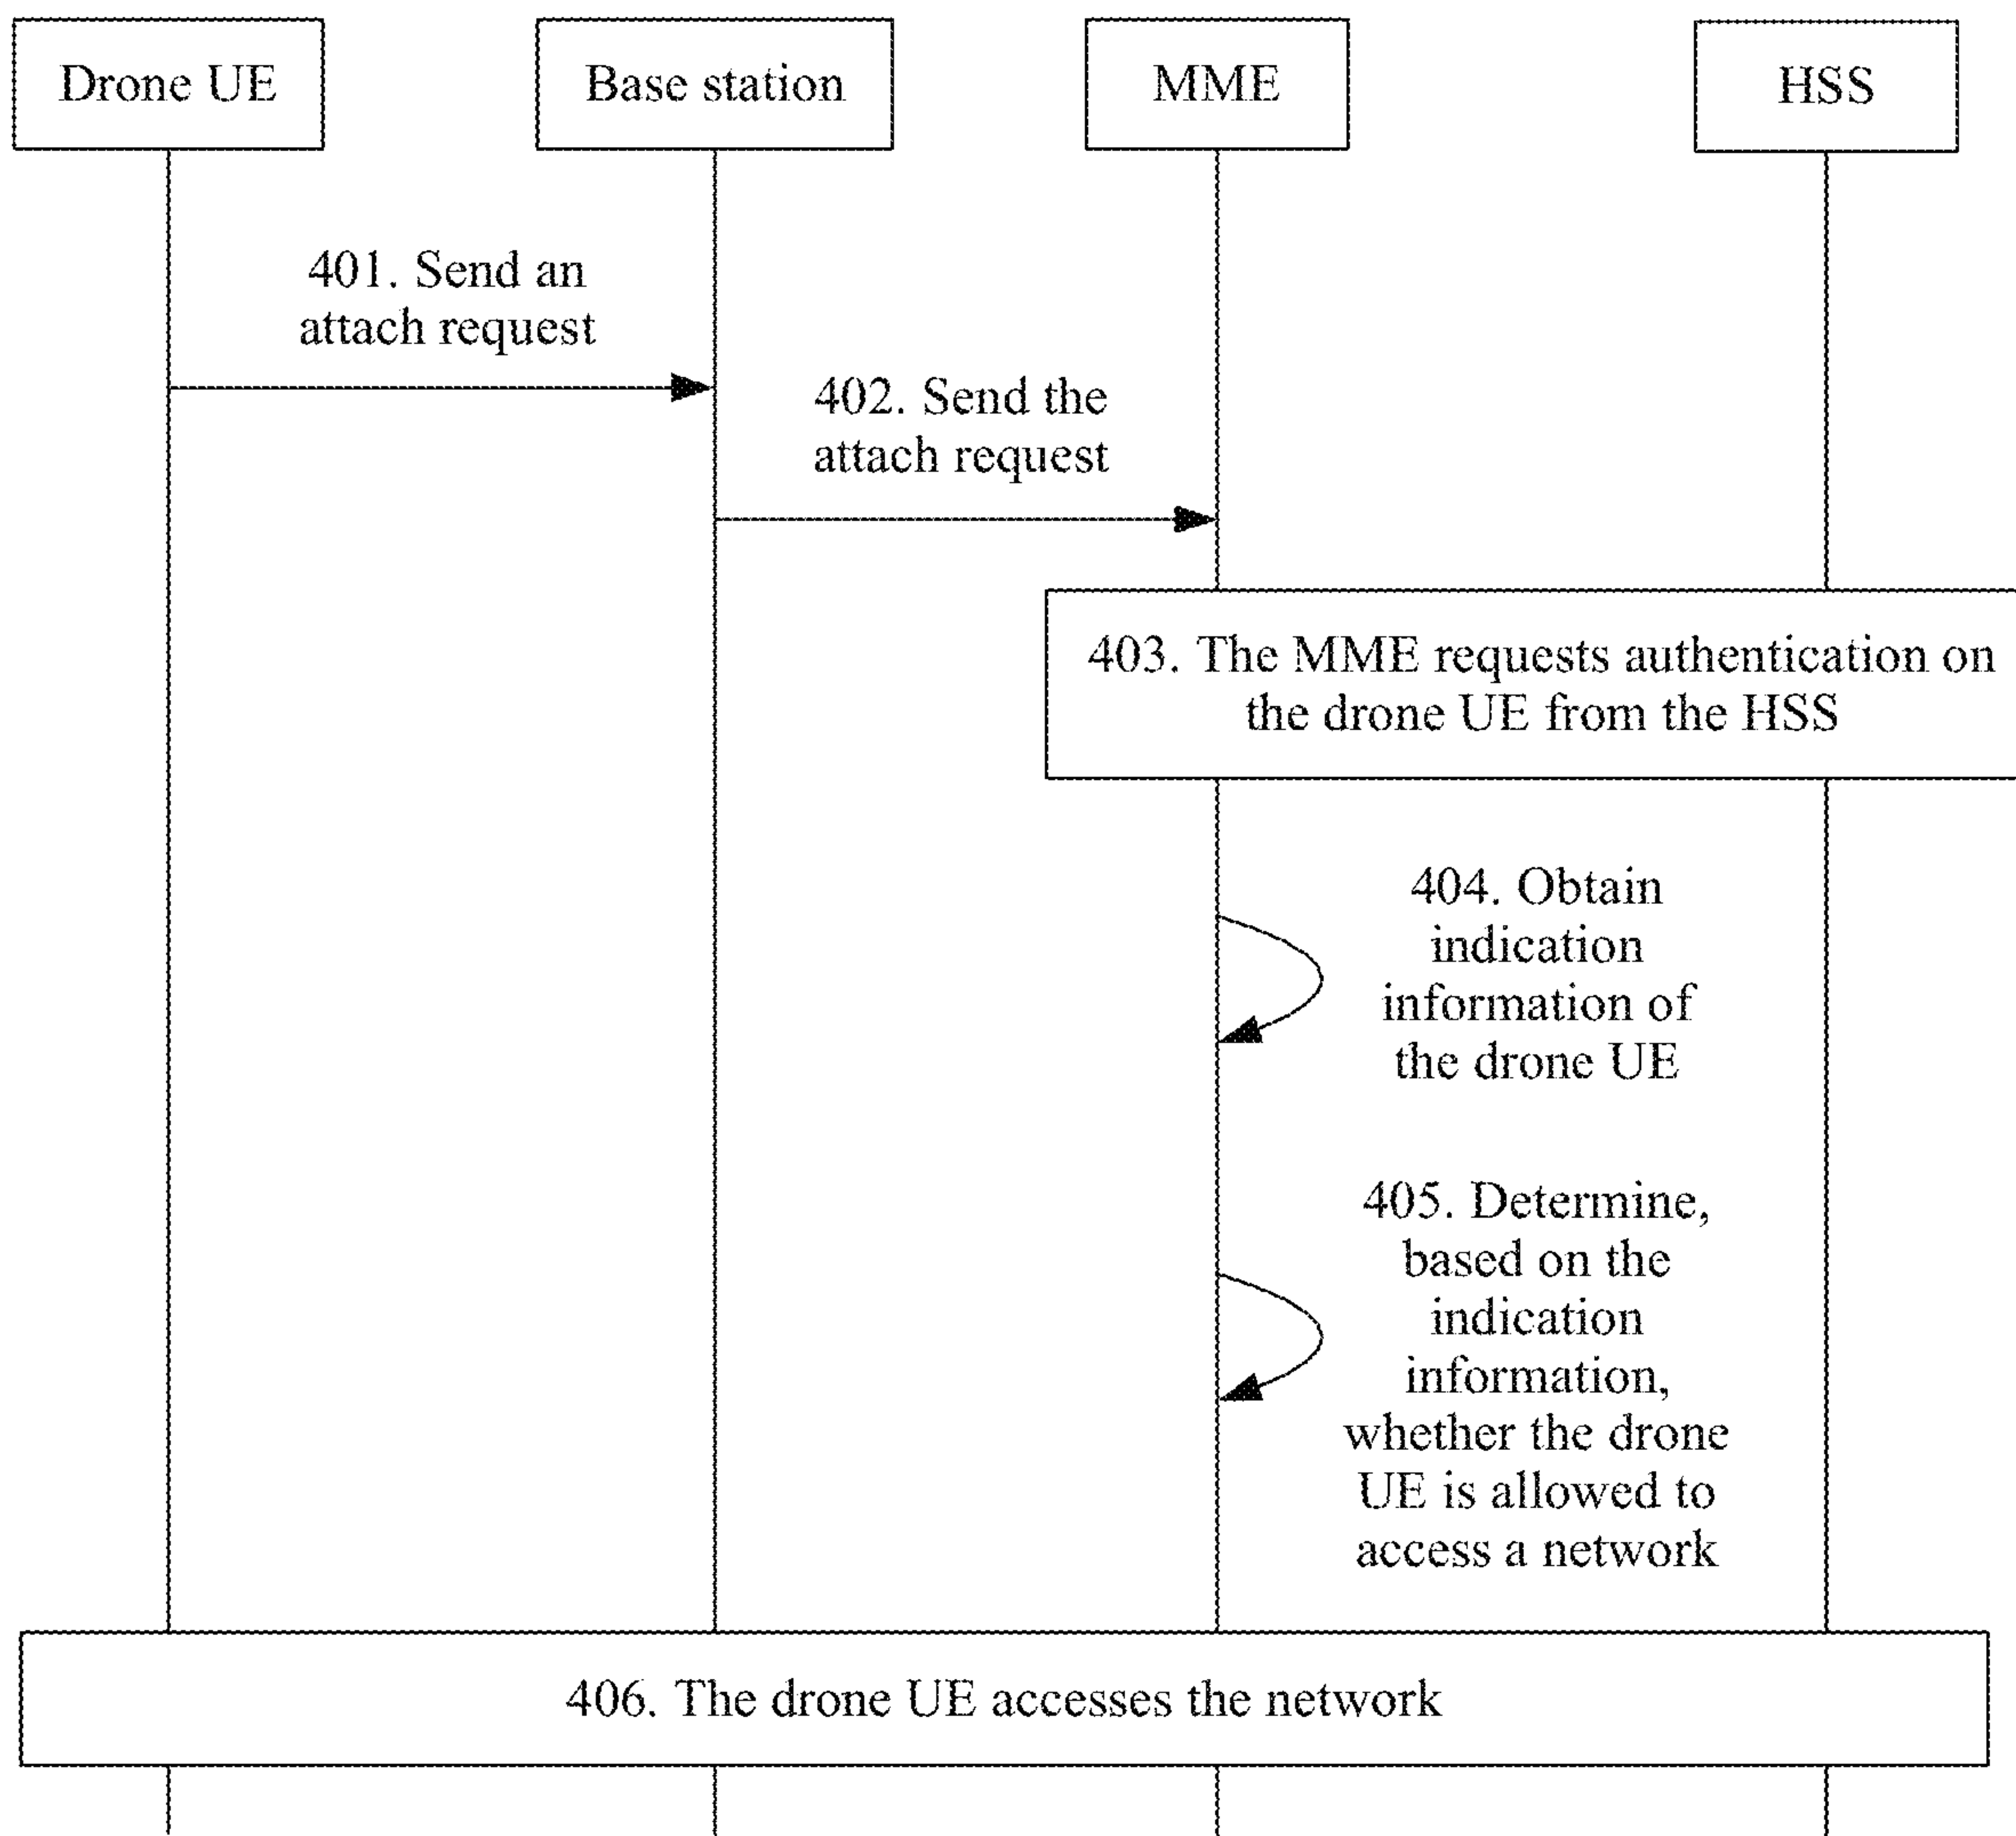 Drone UE
Base station
MME
HSS
401. Send an
attach request
402. Send the
attach request
403. The MME requests authentication on
the drone UE from the HSS
404. Obtain
indication
information of
the drone UE
405. Determine,
based on the
indication
information,
whether the drone
UE is allowed to
access a network
406. The drone UE accesses the network